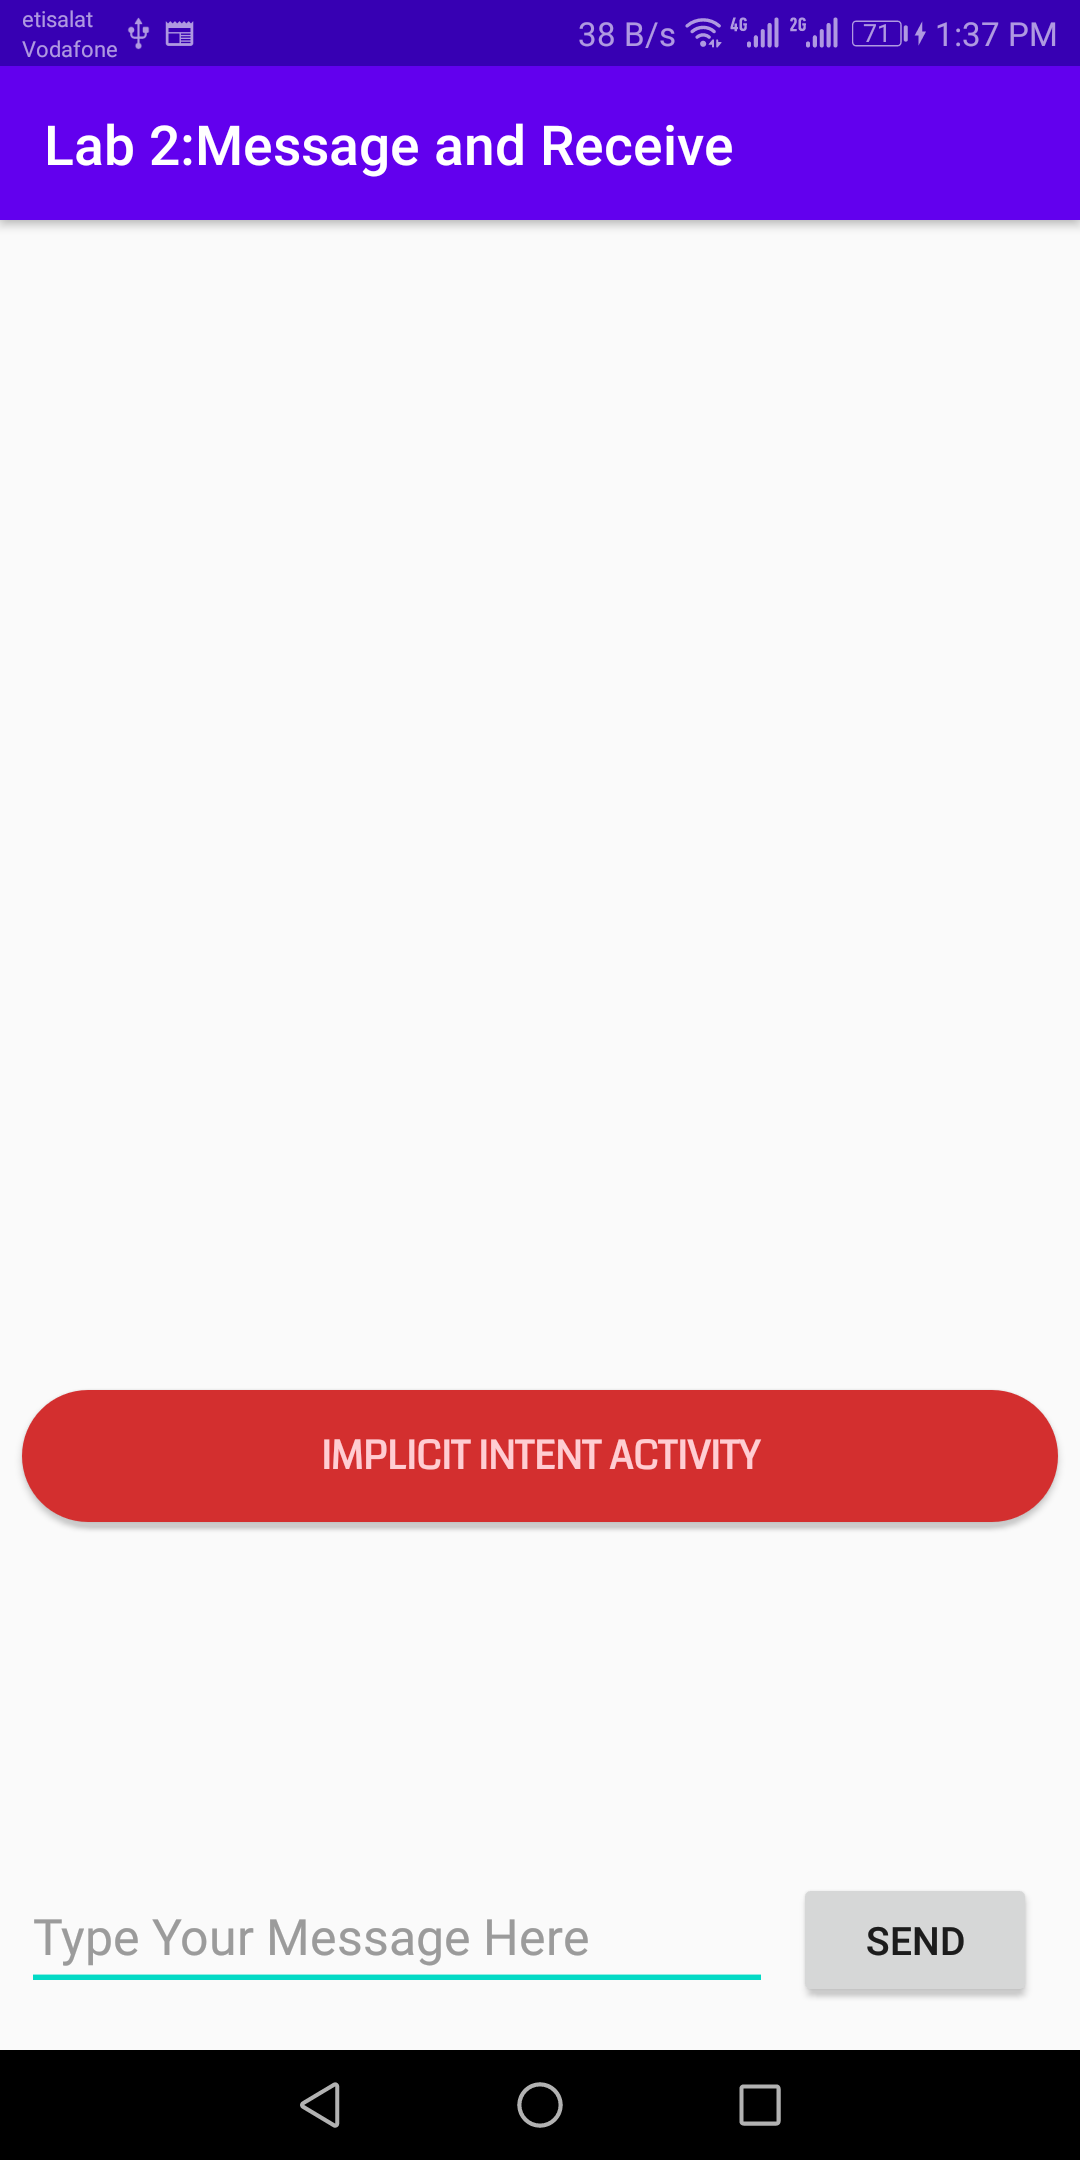 etisalat
Vodafone
38 B/s 4G 2G 71 1:37 PM
Lab 2:Message and Receive
IMPLICIT INTENT ACTIVITY
Type Your Message Here
SEND